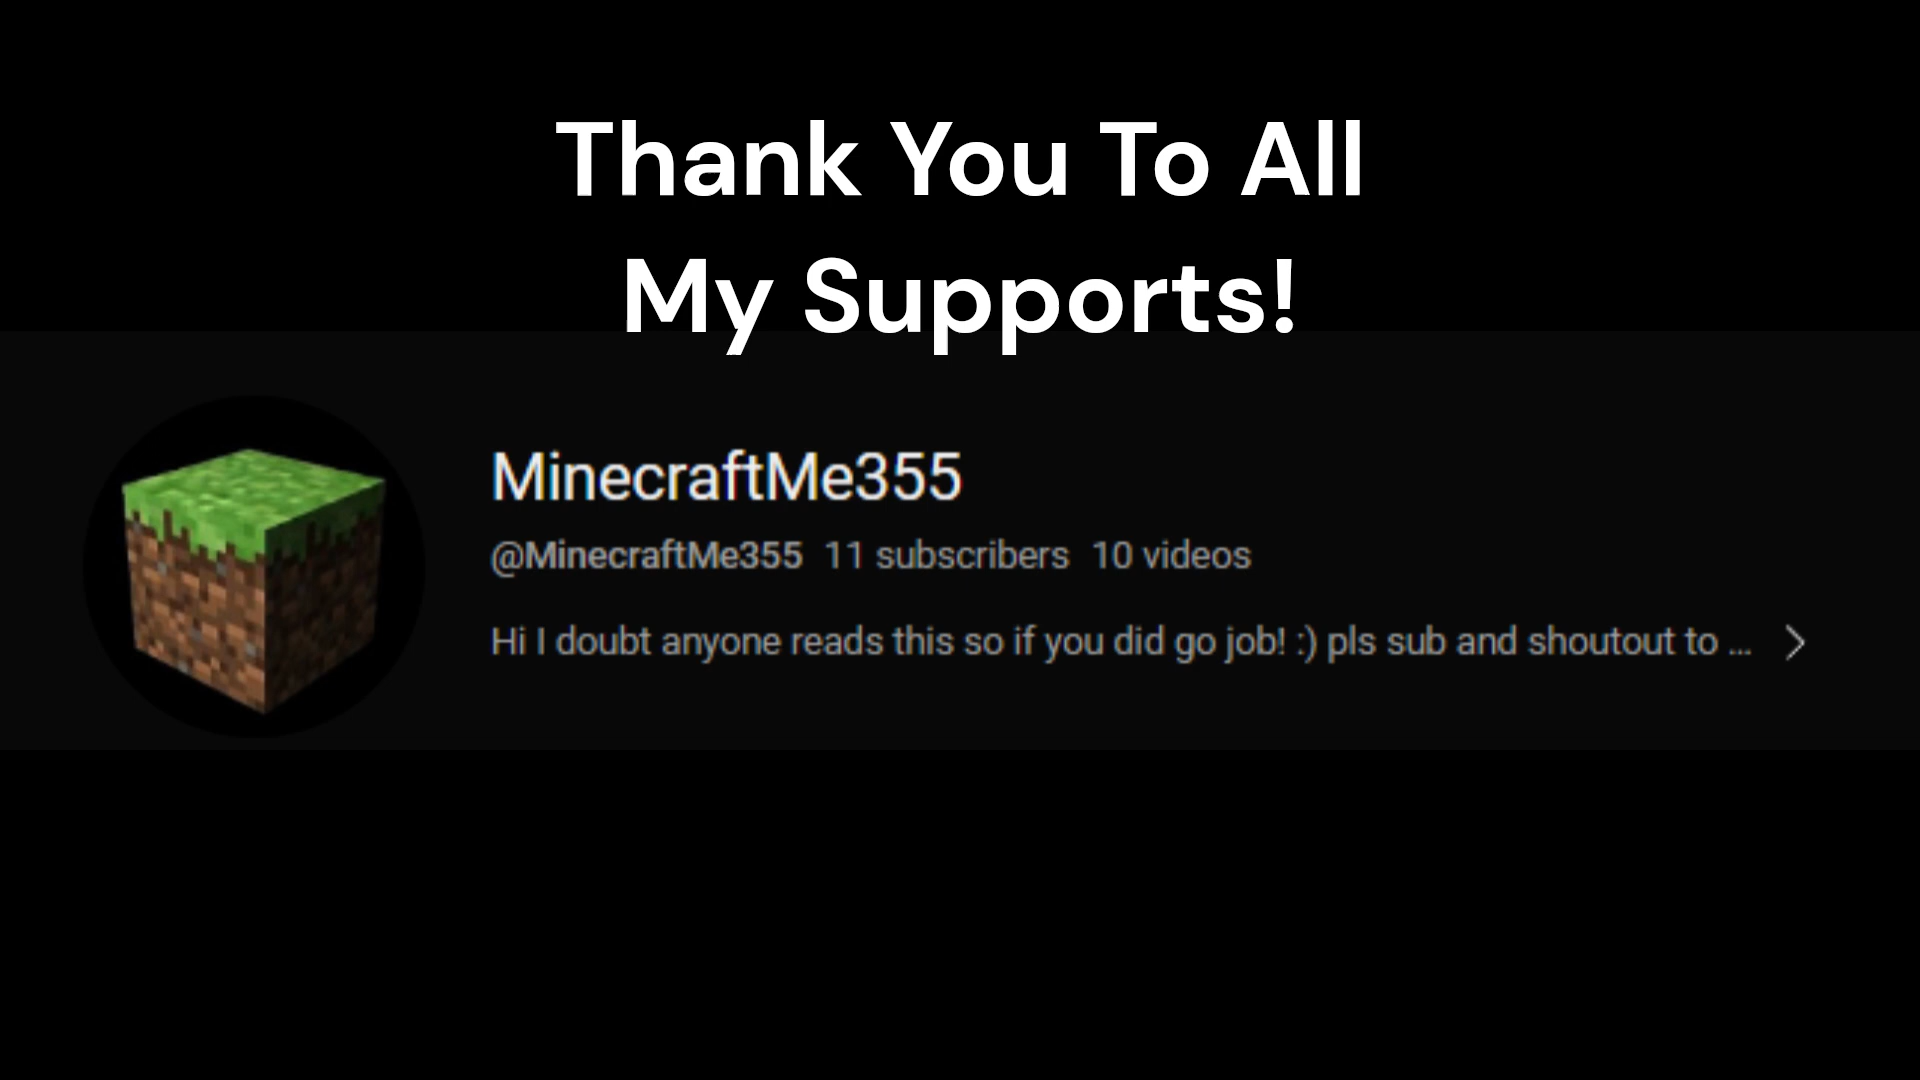 Thank You To All
My Supports!
MinecraftMe355
@MinecraftMe355 11 subscribers 10 videos
Hi I doubt anyone reads this so if you did go job! :) pls sub and shoutout to ...